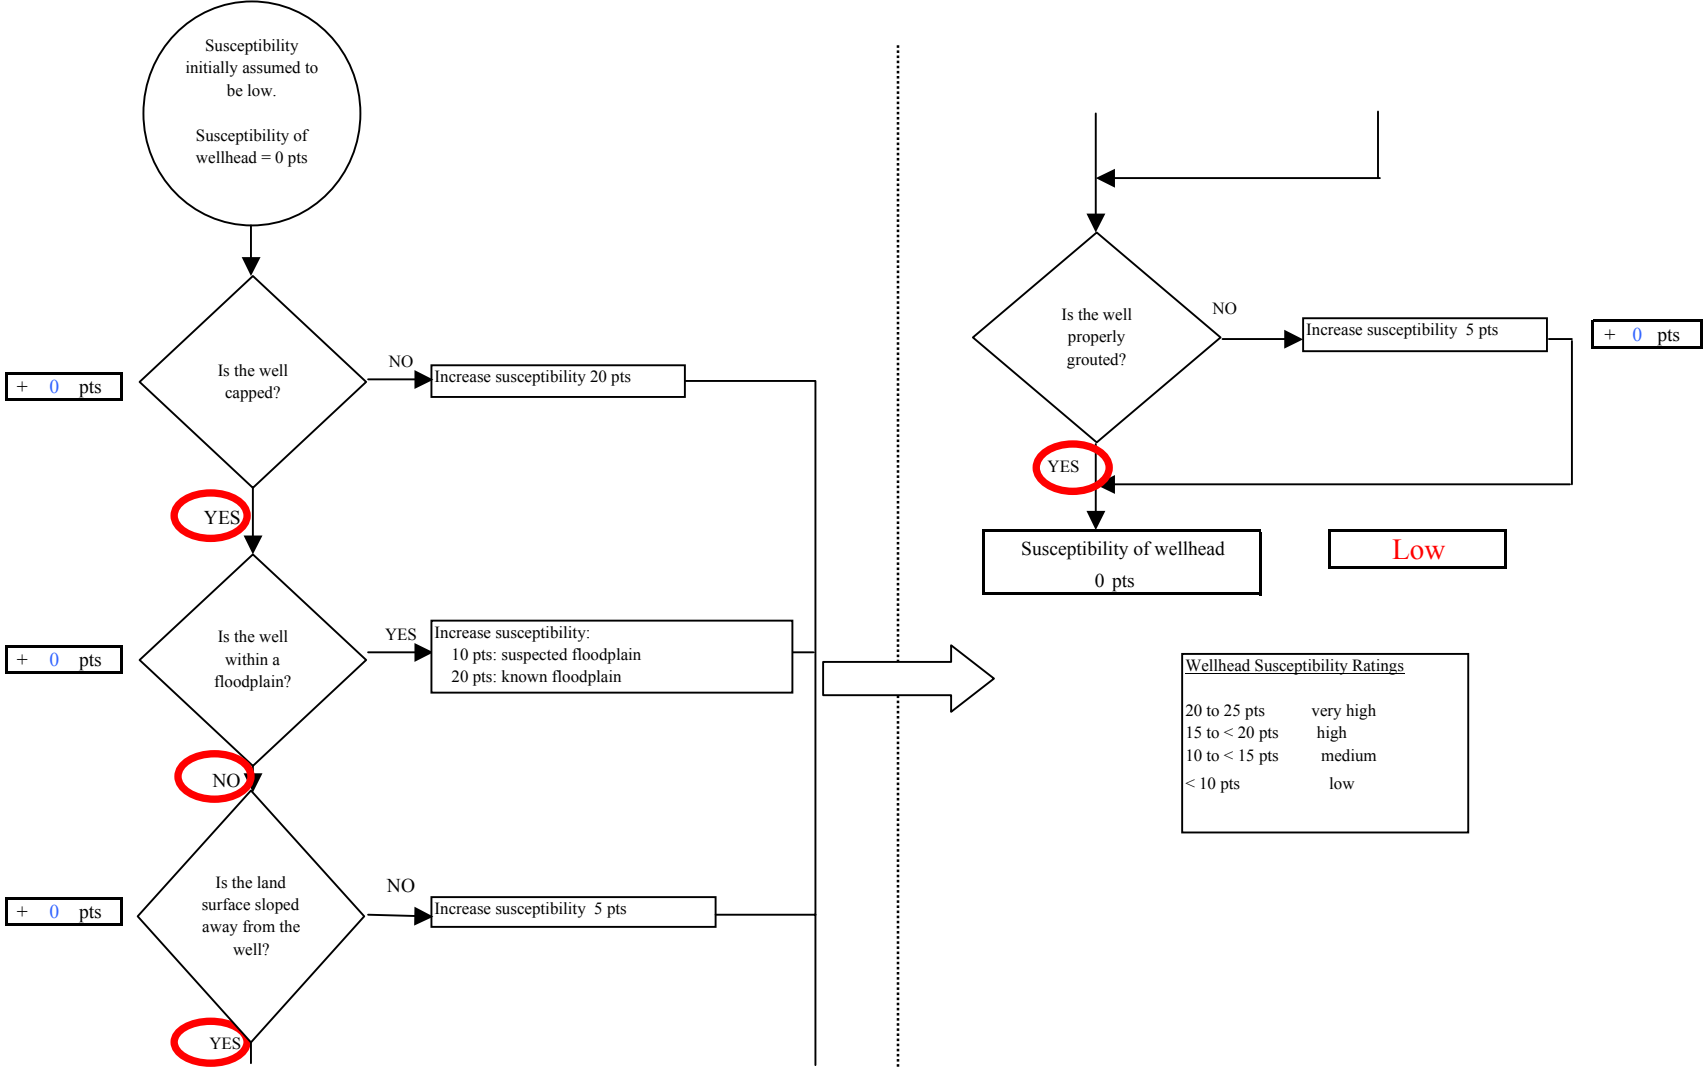 Susceptibility
initially assumed to
be low.
Susceptibility of
wellhead = 0 pts
Is the well
capped?
NO
Increase susceptibility 20 pts
+ 0 pts
YES
Is the well
within a
floodplain?
YES
Increase susceptibility:
10 pts: suspected floodplain
20 pts: known floodplain
+ 0 pts
NO
Is the land
surface sloped
away from the
well?
NO
Increase susceptibility 5 pts
+ 0 pts
YES
Is the well
properly
grouted?
NO
Increase susceptibility 5 pts
+ 0 pts
YES
Susceptibility of wellhead
0 pts
Low
Wellhead Susceptibility Ratings
20 to 25 pts very high
15 to < 20 pts high
10 to < 15 pts medium
< 10 pts low